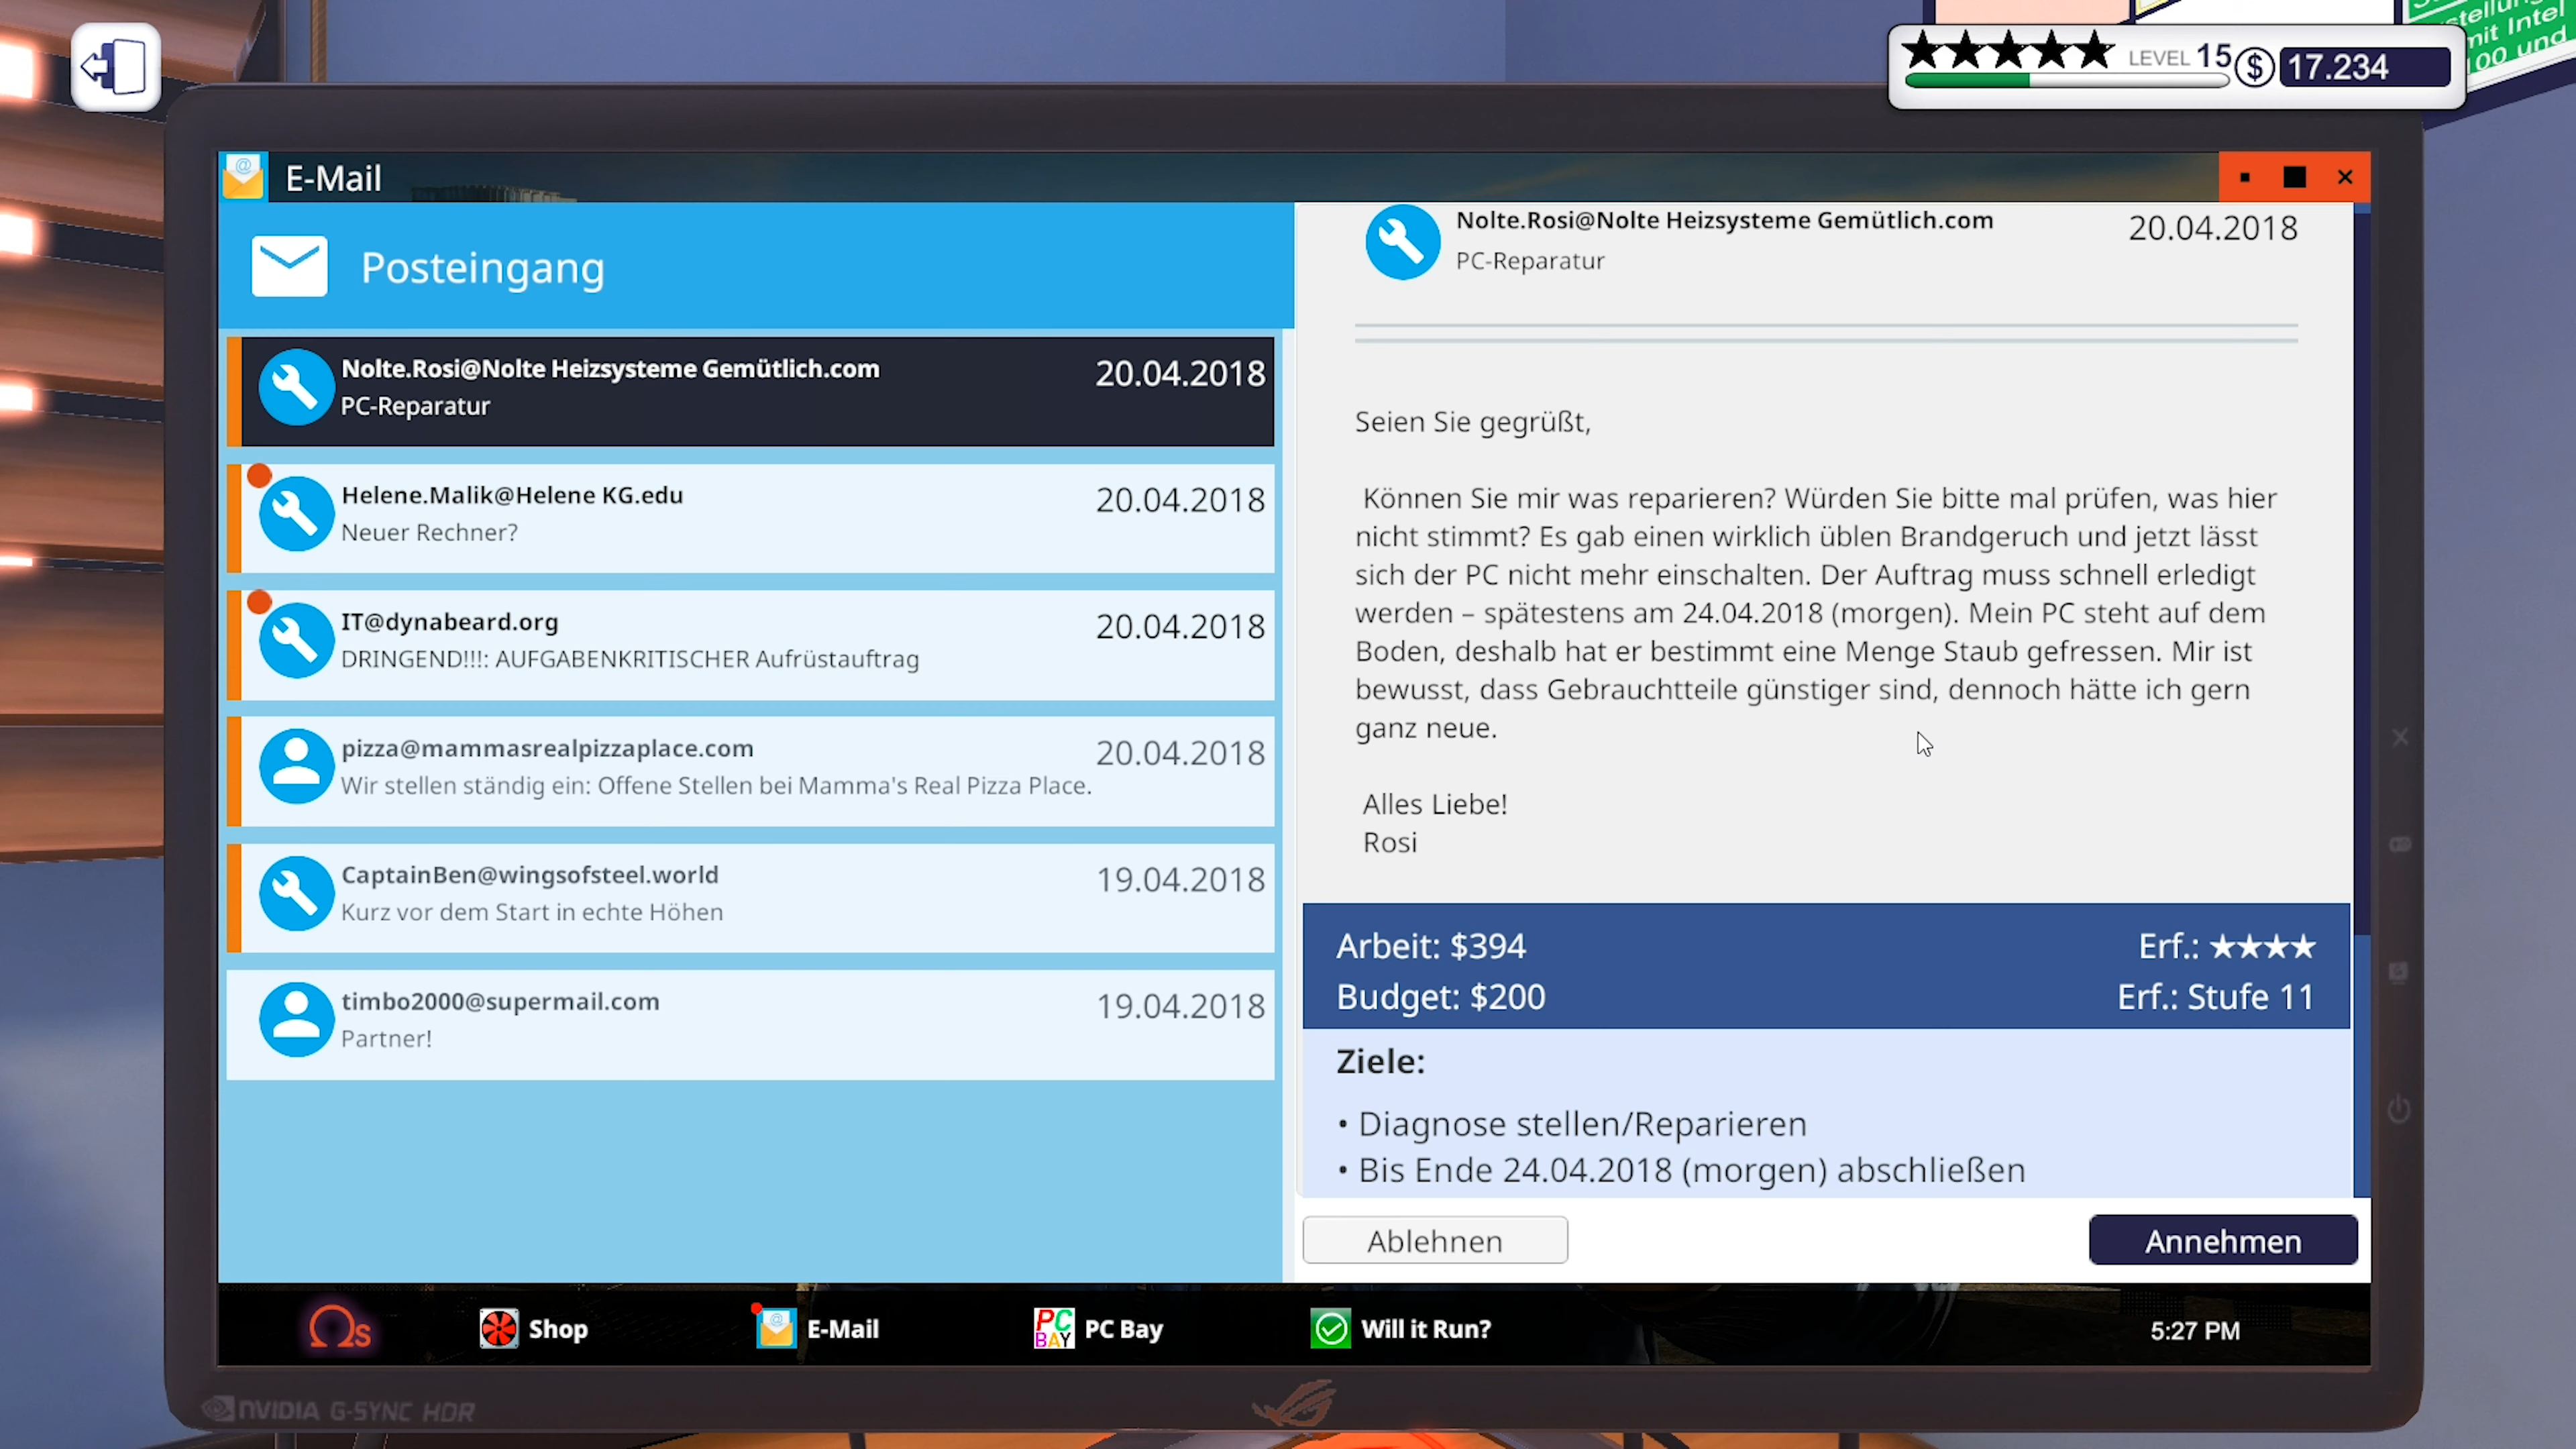 stellung
mit Intel
00 und
LEVEL 15
$ 17.234
E-Mail
Posteingang
Nolte.Rosi@Nolte Heizsysteme Gemütlich.com 20.04.2018
PC-Reparatur
Helene.Malik@Helene KG.edu 20.04.2018
Neuer Rechner?
IT@dynabeard.org 20.04.2018
DRINGEND!!!: AUFGABENKRITISCHER Aufrüstauftrag
pizza@mammasrealpizzaplace.com 20.04.2018
Wir stellen ständig ein: Offene Stellen bei Mamma's Real Pizza Place.
CaptainBen@wingsofsteel.world 19.04.2018
Kurz vor dem Start in echte Höhen
timbo2000@supermail.com 19.04.2018
Partner!
Nolte.Rosi@Nolte Heizsysteme Gemütlich.com 20.04.2018
PC-Reparatur
Seien Sie gegrüßt,
Können Sie mir was reparieren? Würden Sie bitte mal prüfen, was hier
nicht stimmt? Es gab einen wirklich üblen Brandgeruch und jetzt lässt
sich der PC nicht mehr einschalten. Der Auftrag muss schnell erledigt
werden – spätestens am 24.04.2018 (morgen). Mein PC steht auf dem
Boden, deshalb hat er bestimmt eine Menge Staub gefressen. Mir ist
bewusst, dass Gebrauchtteile günstiger sind, dennoch hätte ich gern
ganz neue.
Alles Liebe!
Rosi
Arbeit: $394 Erf.: ★★★★
Budget: $200 Erf.: Stufe 11
Ziele:
• Diagnose stellen/Reparieren
• Bis Ende 24.04.2018 (morgen) abschließen
Ablehnen Annehmen
Ωs Shop E-Mail PC BAY PC Bay Will it Run? 5:27 PM
NVIDIA G-SYNC HDR